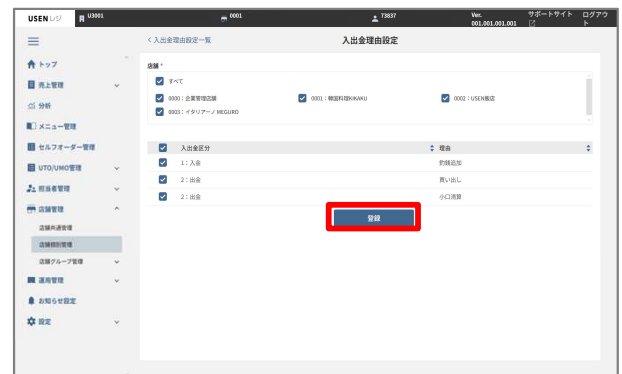 USEN レジ
U3001
0001
T3837
Ver.
001.001.001.001
サポートサイト
ログアウト
< 入出金理由設定一覧
入出金理由設定
トップ
売上管理
分析
メニュー管理
セルフオーダー管理
UTO/UMO管理
担当者管理
店舗管理
店舗共通管理
店舗個別管理
店舗グループ管理
運用管理
お知らせ設定
設定
店舗 *
すべて
0000：企業管理店舗
0001：韓国料理KIKAKU
0002：USEN飯店
0003：イタリアーノ MEGURO
入出金区分
理由
1：入金
釣銭追加
2：出金
買い出し
2：出金
小口清算
登録